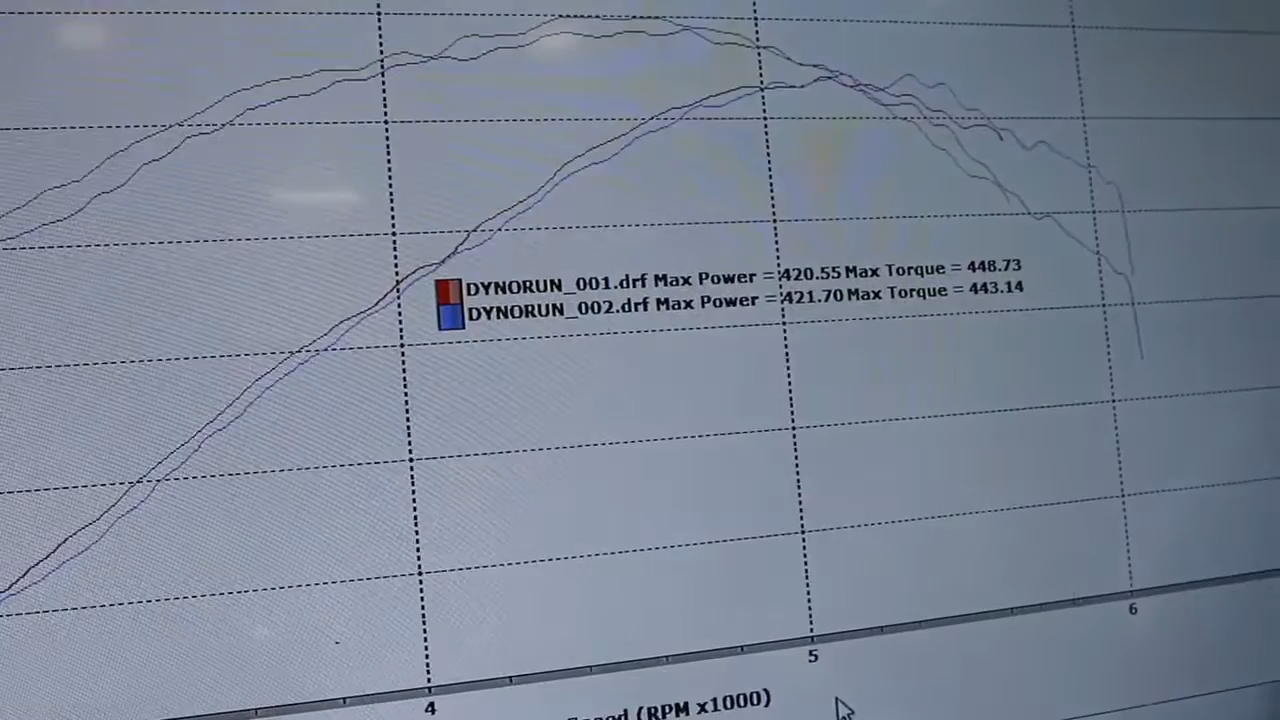 DYNORUN_001.drf Max Power = 420.55 Max Torque = 448.73
DYNORUN_002.drf Max Power = 421.70 Max Torque = 443.14
6
5
4
(RPM x1000)